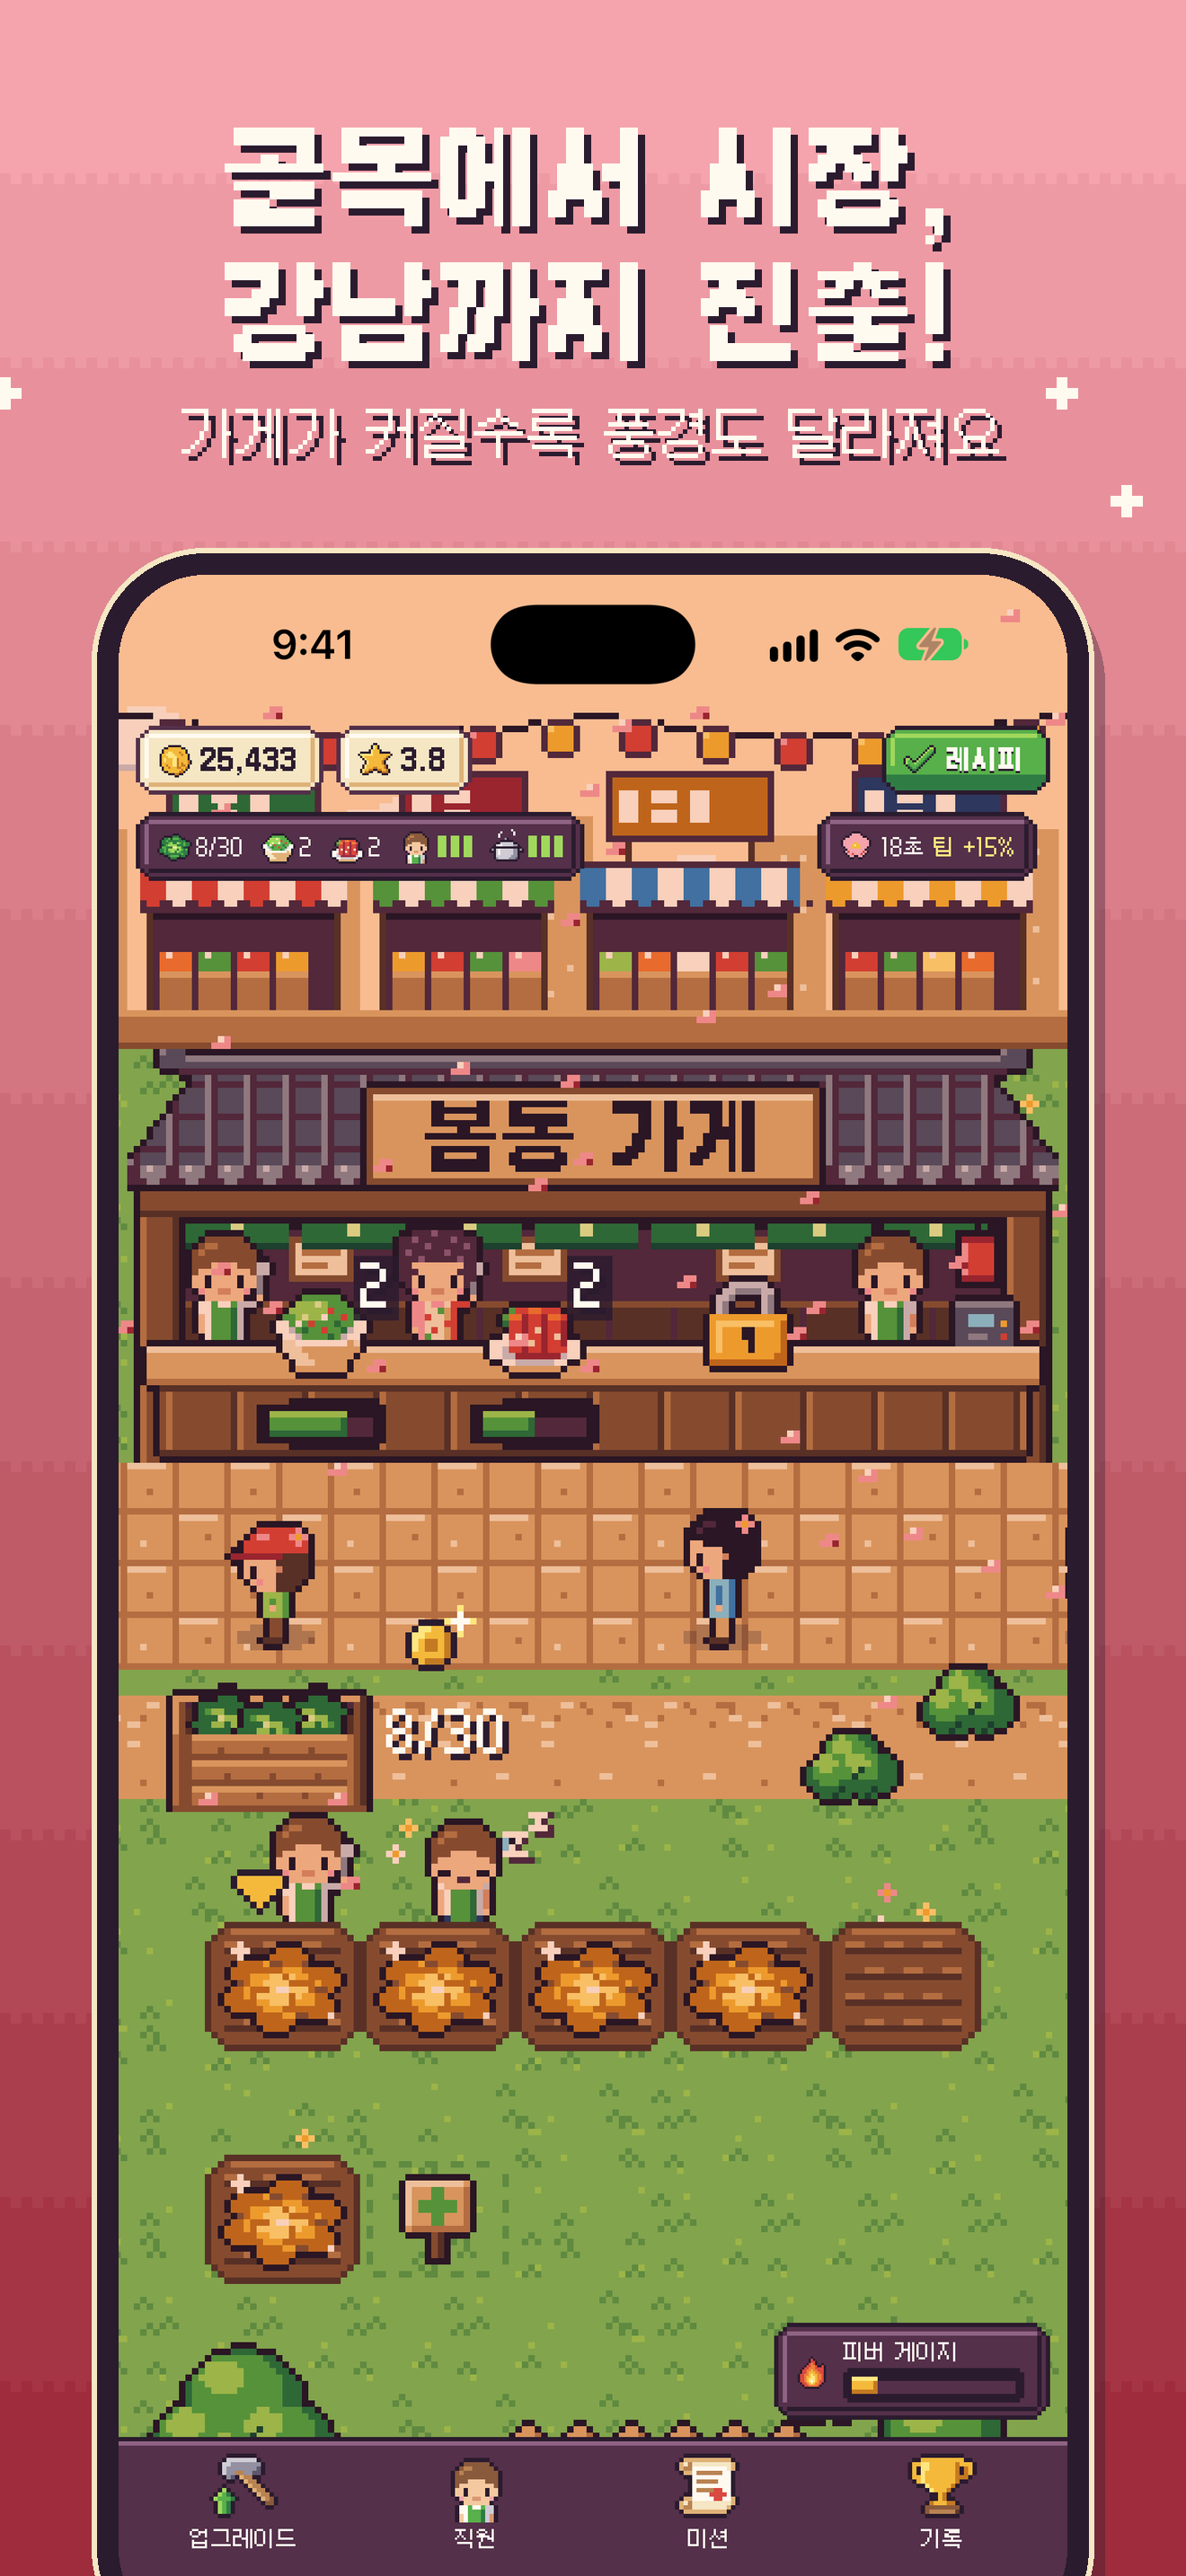 골목에서 시장,
강남까지 진출!
가게가 커질수록 풍경도 달라져요
9:41
25,433
3.8
레시피
8/30 2 2
18초 팁 +15%
봄동 가게
2 2
8/30
피버 게이지
업그레이드
직원
미션
기록